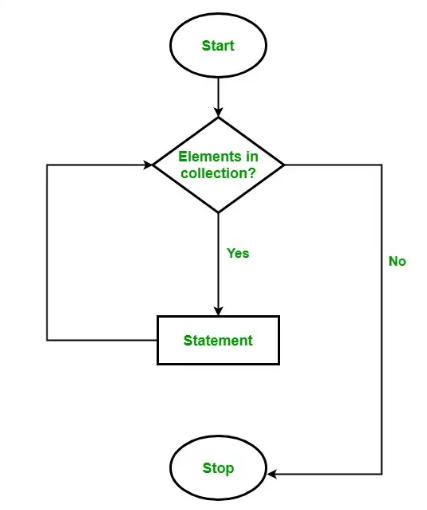 Start
Elements in
collection?
Yes
No
Statement
Stop